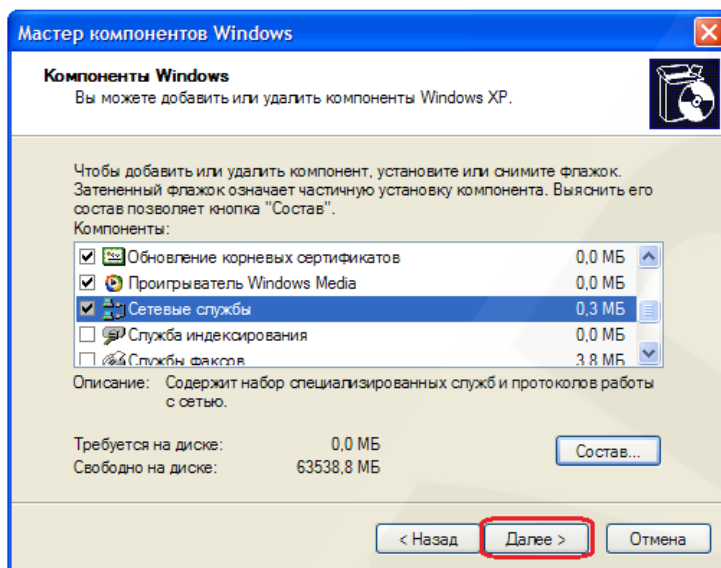 Мастер компонентов Windows
Компоненты Windows
Вы можете добавить или удалить компоненты Windows XP.
Чтобы добавить или удалить компонент, установите или снимите флажок.
Затененный флажок означает частичную установку компонента. Выяснить его
состав позволяет кнопка "Состав".
Компоненты:
Обновление корневых сертификатов 0,0 МБ
Проигрыватель Windows Media 0,0 МБ
Сетевые службы 0,3 МБ
Служба индексирования 0,0 МБ
Службы факсов 3,8 МБ
Описание: Содержит набор специализированных служб и протоколов работы
с сетью.
Требуется на диске: 0,0 МБ
Свободно на диске: 63538,8 МБ
Состав...
< Назад Далее > Отмена